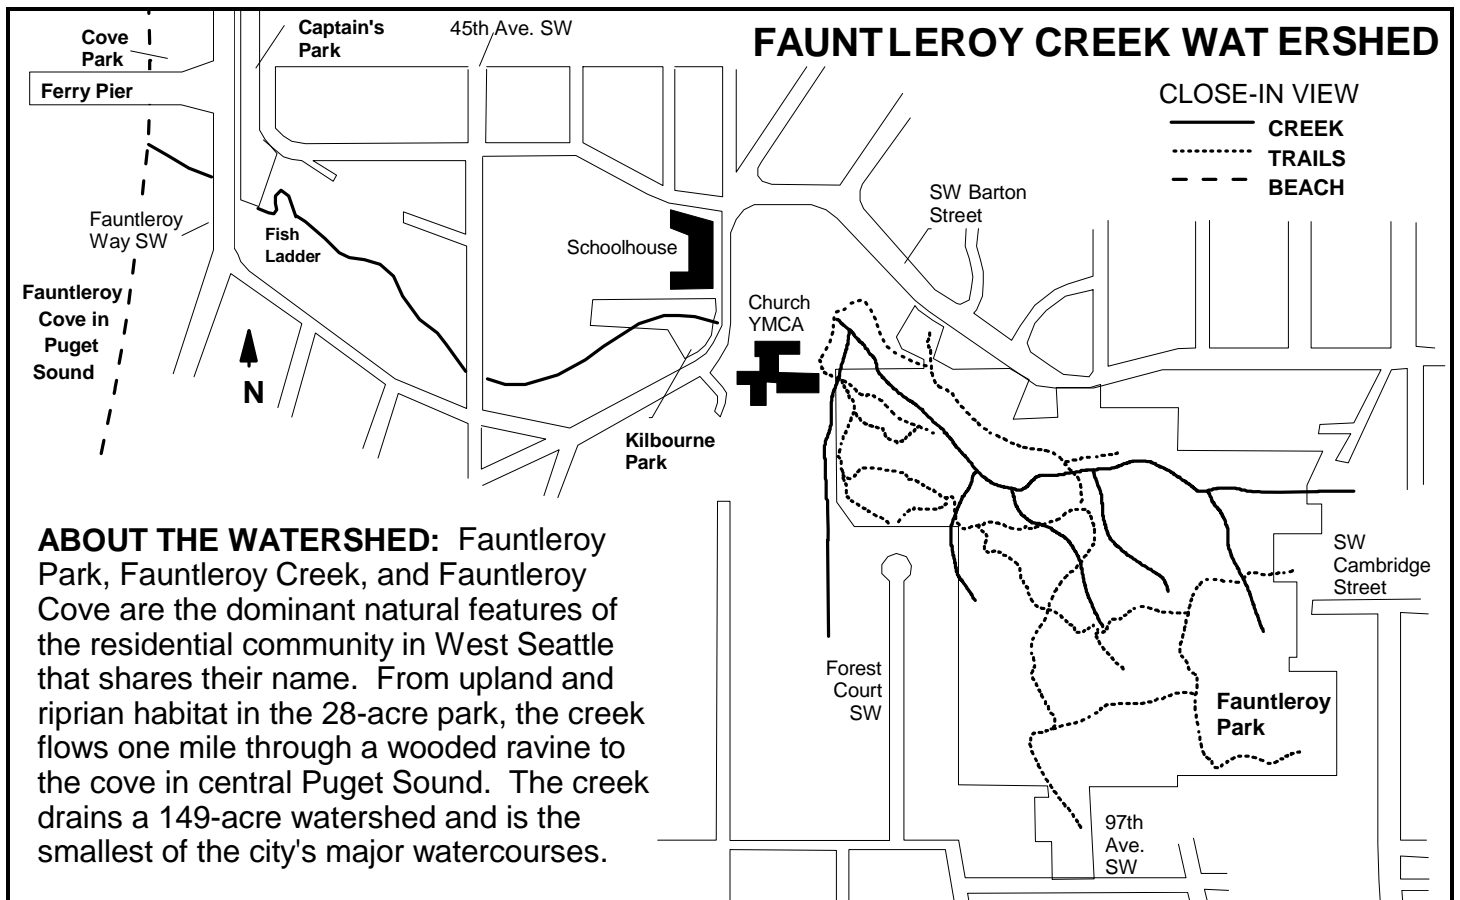 FAUNTLEROY CREEK WATERSHED
CLOSE-IN VIEW
CREEK
TRAILS
BEACH
Cove
Park
Captain's
Park
45th Ave. SW
Ferry Pier
Fauntleroy
Way SW
Fish
Ladder
Schoolhouse
SW Barton
Street
Fauntleroy
Cove in
Puget
Sound
N
Church
YMCA
Kilbourne
Park
SW
Cambridge
Street
Forest
Court
SW
Fauntleroy
Park
97th
Ave.
SW
ABOUT THE WATERSHED: Fauntleroy
Park, Fauntleroy Creek, and Fauntleroy
Cove are the dominant natural features of
the residential community in West Seattle
that shares their name. From upland and
riprian habitat in the 28-acre park, the creek
flows one mile through a wooded ravine to
the cove in central Puget Sound. The creek
drains a 149-acre watershed and is the
smallest of the city's major watercourses.